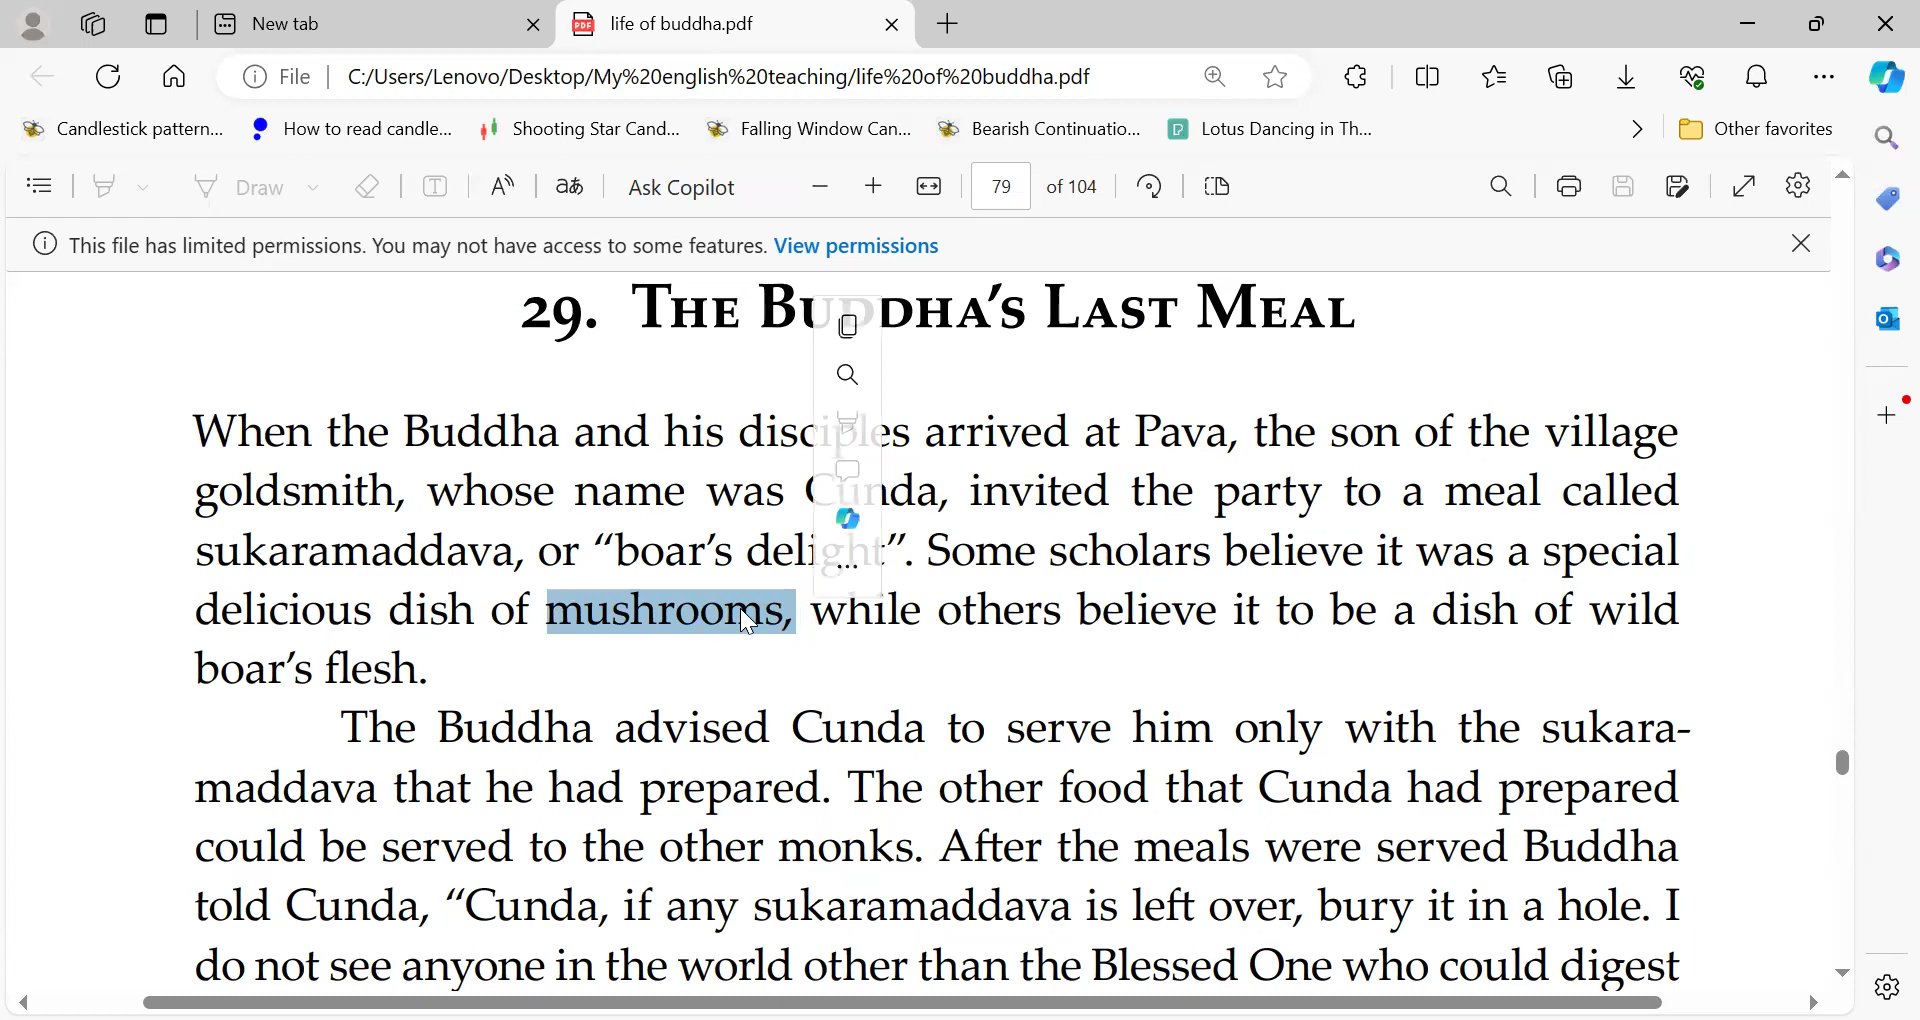 New tab
life of buddha.pdf
File
C:/Users/Lenovo/Desktop/My%20english%20teaching/life%20of%20buddha.pdf
Candlestick pattern...
How to read candle...
Shooting Star Cand...
Falling Window Can...
Bearish Continuatio...
Lotus Dancing in Th...
Other favorites
Draw
Ask Copilot
79 of 104
This file has limited permissions. You may not have access to some features. View permissions
29. The Buddha’s Last Meal
When the Buddha and his disciples arrived at Pava, the son of the village
goldsmith, whose name was Cunda, invited the party to a meal called
sukaramaddava, or “boar’s delight”. Some scholars believe it was a special
delicious dish of mushrooms, while others believe it to be a dish of wild
boar’s flesh.
The Buddha advised Cunda to serve him only with the sukara-
maddava that he had prepared. The other food that Cunda had prepared
could be served to the other monks. After the meals were served Buddha
told Cunda, “Cunda, if any sukaramaddava is left over, bury it in a hole. I
do not see anyone in the world other than the Blessed One who could digest